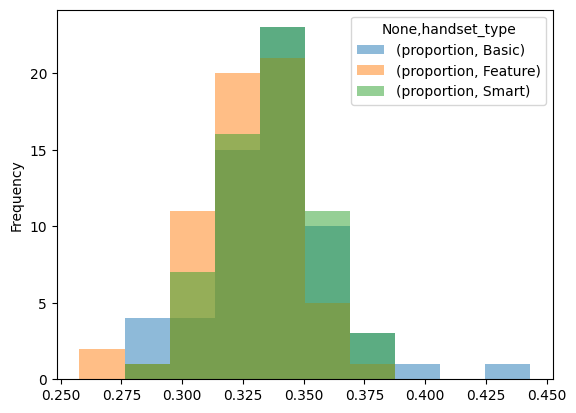 None,handset_type
(proportion, Basic)
(proportion, Feature)
(proportion, Smart)
Frequency
20
15
10
5
0
0.250 0.275 0.300 0.325 0.350 0.375 0.400 0.425 0.450